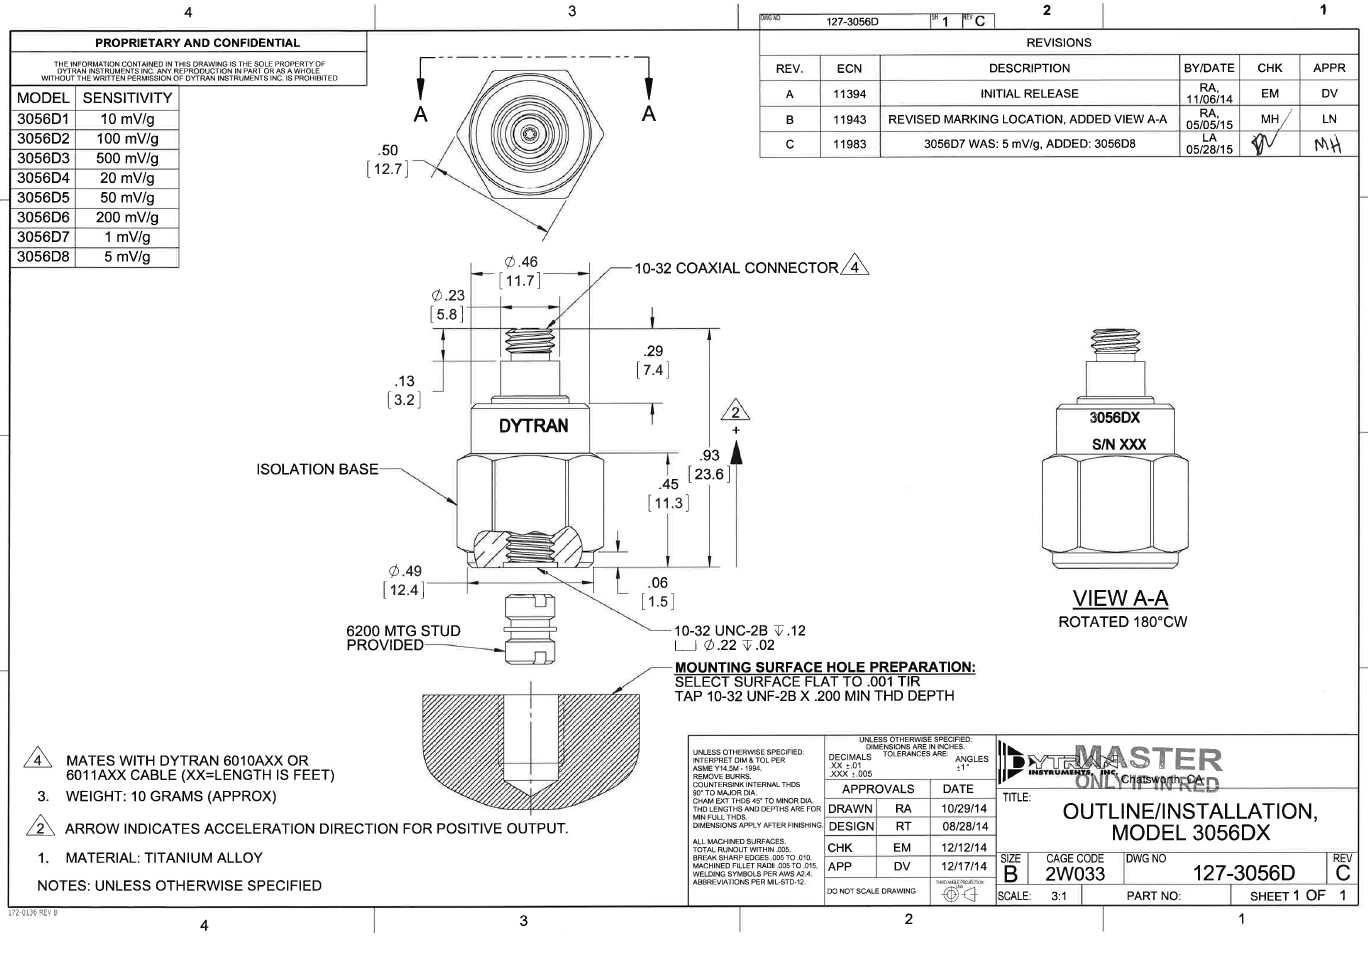 4
3
2
1
DWG NO
127-3056D
SH 1
REV C
PROPRIETARY AND CONFIDENTIAL
THE INFORMATION CONTAINED IN THIS DRAWING IS THE SOLE PROPERTY OF
DYTRAN INSTRUMENTS INC. ANY REPRODUCTION IN PART OR AS A WHOLE
WITHOUT THE WRITTEN PERMISSION OF DYTRAN INSTRUMENTS INC. IS PROHIBITED
MODEL SENSITIVITY
3056D1 10 mV/g
3056D2 100 mV/g
3056D3 500 mV/g
3056D4 20 mV/g
3056D5 50 mV/g
3056D6 200 mV/g
3056D7 1 mV/g
3056D8 5 mV/g
REVISIONS
REV. ECN DESCRIPTION BY/DATE CHK APPR
A 11394 INITIAL RELEASE RA, 11/06/14 EM DV
B 11943 REVISED MARKING LOCATION, ADDED VIEW A-A RA, 05/05/15 MH LN
C 11983 3056D7 WAS: 5 mV/g, ADDED: 3056D8 LA 05/28/15 MH
A
A
.50
[12.7]
Ø.46
[11.7]
10-32 COAXIAL CONNECTOR 4
Ø.23
[5.8]
.29
[7.4]
.13
[3.2]
DYTRAN
2
+
.93
[23.6]
.45
[11.3]
ISOLATION BASE
Ø.49
[12.4]
.06
[1.5]
10-32 UNC-2B ↧.12
⌴ Ø.22 ↧.02
6200 MTG STUD
PROVIDED
MOUNTING SURFACE HOLE PREPARATION:
SELECT SURFACE FLAT TO .001 TIR
TAP 10-32 UNF-2B X .200 MIN THD DEPTH
3056DX
S/N XXX
VIEW A-A
ROTATED 180°CW
4 MATES WITH DYTRAN 6010AXX OR
6011AXX CABLE (XX=LENGTH IS FEET)
3. WEIGHT: 10 GRAMS (APPROX)
2 ARROW INDICATES ACCELERATION DIRECTION FOR POSITIVE OUTPUT.
1. MATERIAL: TITANIUM ALLOY
NOTES: UNLESS OTHERWISE SPECIFIED
172-0136 REV B
UNLESS OTHERWISE SPECIFIED:
INTERPRET DIM & TOL PER
ASME Y14.5M - 1994.
REMOVE BURRS.
COUNTERSINK INTERNAL THDS
90° TO MAJOR DIA.
CHAM EXT THDS 45° TO MINOR DIA.
THD LENGTHS AND DEPTHS ARE FOR
MIN FULL THDS.
DIMENSIONS APPLY AFTER FINISHING.
ALL MACHINED SURFACES.
TOTAL RUNOUT WITHIN .005.
BREAK SHARP EDGES .005 TO .010.
MACHINED FILLET RADII .005 TO .015.
WELDING SYMBOLS PER AWS A2.4.
ABBREVIATIONS PER MIL-STD-12.
UNLESS OTHERWISE SPECIFIED:
DIMENSIONS ARE IN INCHES.
TOLERANCES ARE:
DECIMALS ANGLES
.XX ±.01 ±1°
.XXX ±.005
APPROVALS DATE
DRAWN RA 10/29/14
DESIGN RT 08/28/14
CHK EM 12/12/14
APP DV 12/17/14
DO NOT SCALE DRAWING
THIRD ANGLE PROJECTION
USA
DYTRAN
INSTRUMENTS, INC.
Chatsworth, CA
MASTER
ONLY IF IN RED
TITLE:
OUTLINE/INSTALLATION,
MODEL 3056DX
SIZE B
CAGE CODE 2W033
DWG NO 127-3056D
REV C
SCALE: 3:1
PART NO:
SHEET 1 OF 1
4
3
2
1